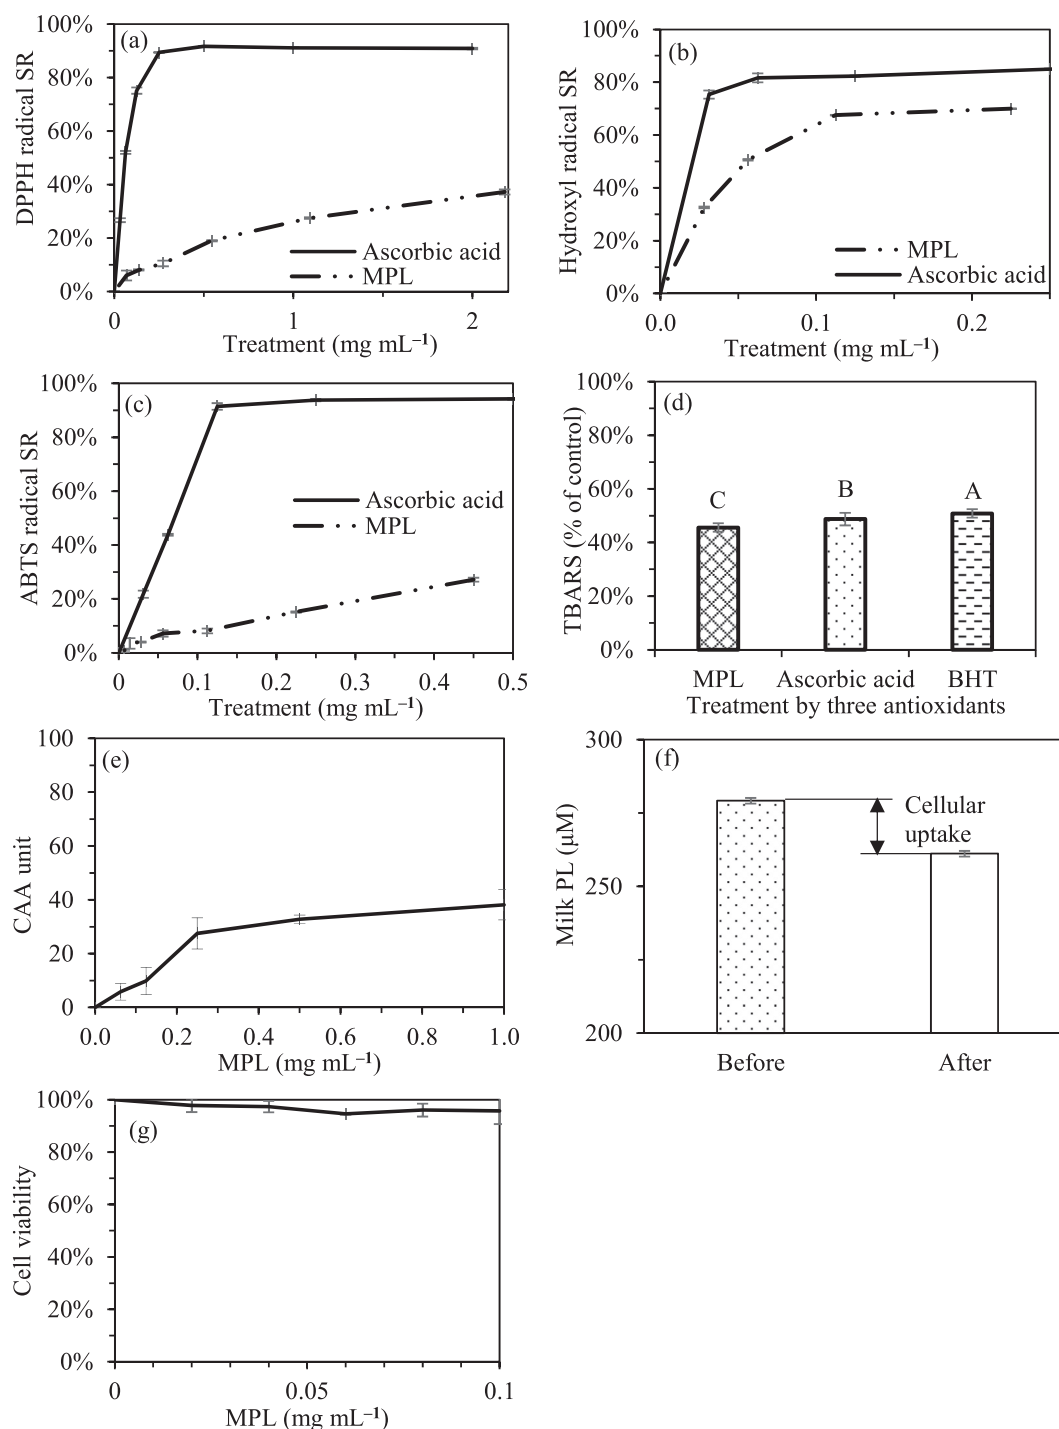 (a)
DPPH radical SR
100%
80%
60%
40%
20%
0%
Ascorbic acid
MPL
0 1 2
Treatment (mg mL⁻¹)
(b)
Hydroxyl radical SR
100%
80%
60%
40%
20%
0%
MPL
Ascorbic acid
0.0 0.1 0.2
Treatment (mg mL⁻¹)
(c)
ABTS radical SR
100%
80%
60%
40%
20%
0%
Ascorbic acid
MPL
0 0.1 0.2 0.3 0.4 0.5
Treatment (mg mL⁻¹)
(d)
TBARS (% of control)
100%
80%
60%
40%
20%
0%
C B A
MPL Ascorbic acid BHT
Treatment by three antioxidants
(e)
CAA unit
100
80
60
40
20
0
0.0 0.2 0.4 0.6 0.8 1.0
MPL (mg mL⁻¹)
(f)
Milk PL (μM)
300
250
200
Cellular
uptake
Before After
(g)
Cell viability
100%
80%
60%
40%
20%
0%
0 0.05 0.1
MPL (mg mL⁻¹)